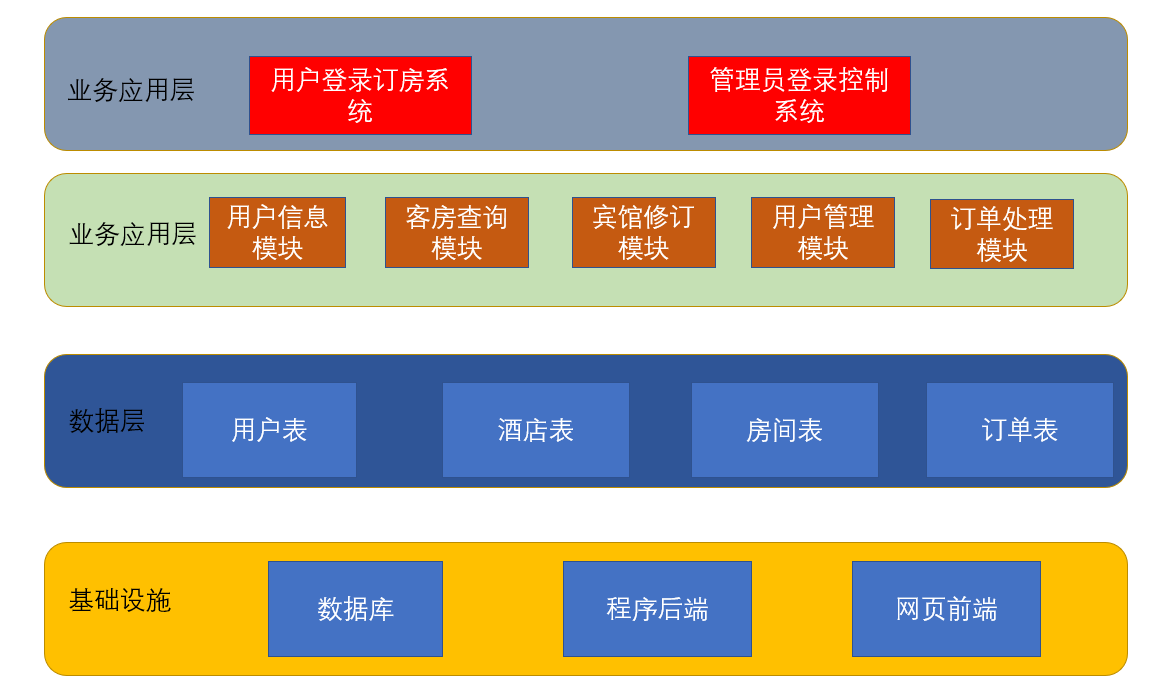 业务应用层
用户登录订房系
统
管理员登录控制
系统
业务应用层
用户信息
模块
客房查询
模块
宾馆修订
模块
用户管理
模块
订单处理
模块
数据层
用户表
酒店表
房间表
订单表
基础设施
数据库
程序后端
网页前端